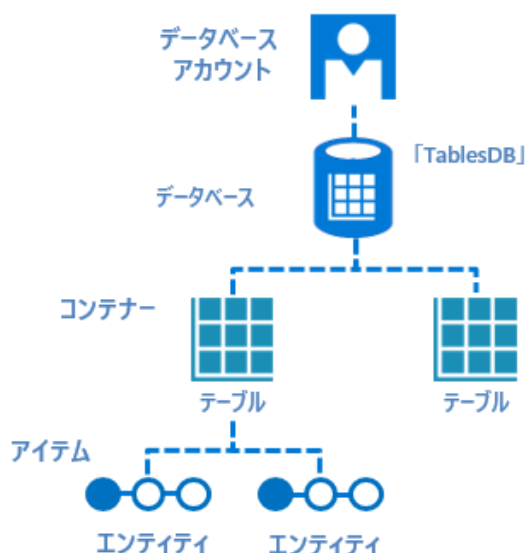 データベース
アカウント
「TablesDB」
データベース
コンテナー
テーブル
テーブル
アイテム
エンティティ
エンティティ